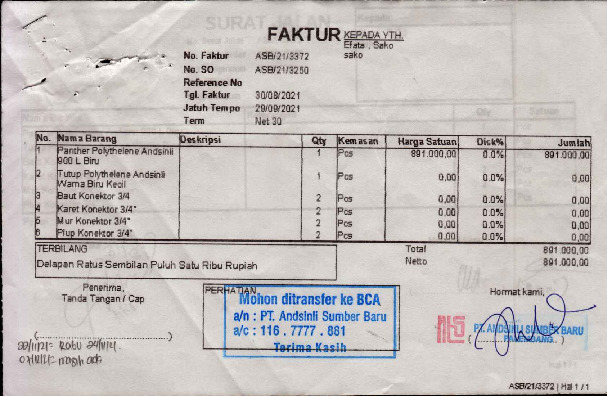 SURAT JALAN
FAKTUR
KEPADA YTH.
Efata , Sako
sako
No. Faktur ASB/21/3372
No. SO ASB/21/3250
Reference No
Tgl. Faktur 30/08/2021
Jatuh Tempo 29/09/2021
Term Net 30
No. Nama Barang Deskripsi Qty Kemasan Harga Satuan Disk% Jumlah
1 Panther Polythelene Andsinli 1 Pcs 891.000,00 0.0% 891.000,00
900 L Biru
2 Tutup Polythelene Andsinli 1 Pcs 0,00 0.0% 0,00
Warna Biru Kecil
3 Baut Konektor 3/4 2 Pcs 0,00 0.0% 0,00
4 Karet Konektor 3/4" 2 Pcs 0,00 0.0% 0,00
5 Mur Konektor 3/4" 2 Pcs 0,00 0.0% 0,00
6 Plup Konektor 3/4" 2 Pcs 0,00 0.0% 0,00
TERBILANG
Total 891.000,00
Delapan Ratus Sembilan Puluh Satu Ribu Rupiah
Netto 891.000,00
Penerima,
Tanda Tangan / Cap
PERHATIAN
Mohon ditransfer ke BCA
a/n : PT. Andsinli Sumber Baru
a/c : 116 . 7777 . 881
Terima Kasih
Hormat kami,
PT. ANDSINLI SUMBER BARU
PALEMBANG
ASB/21/3372 | Hal 1 / 1